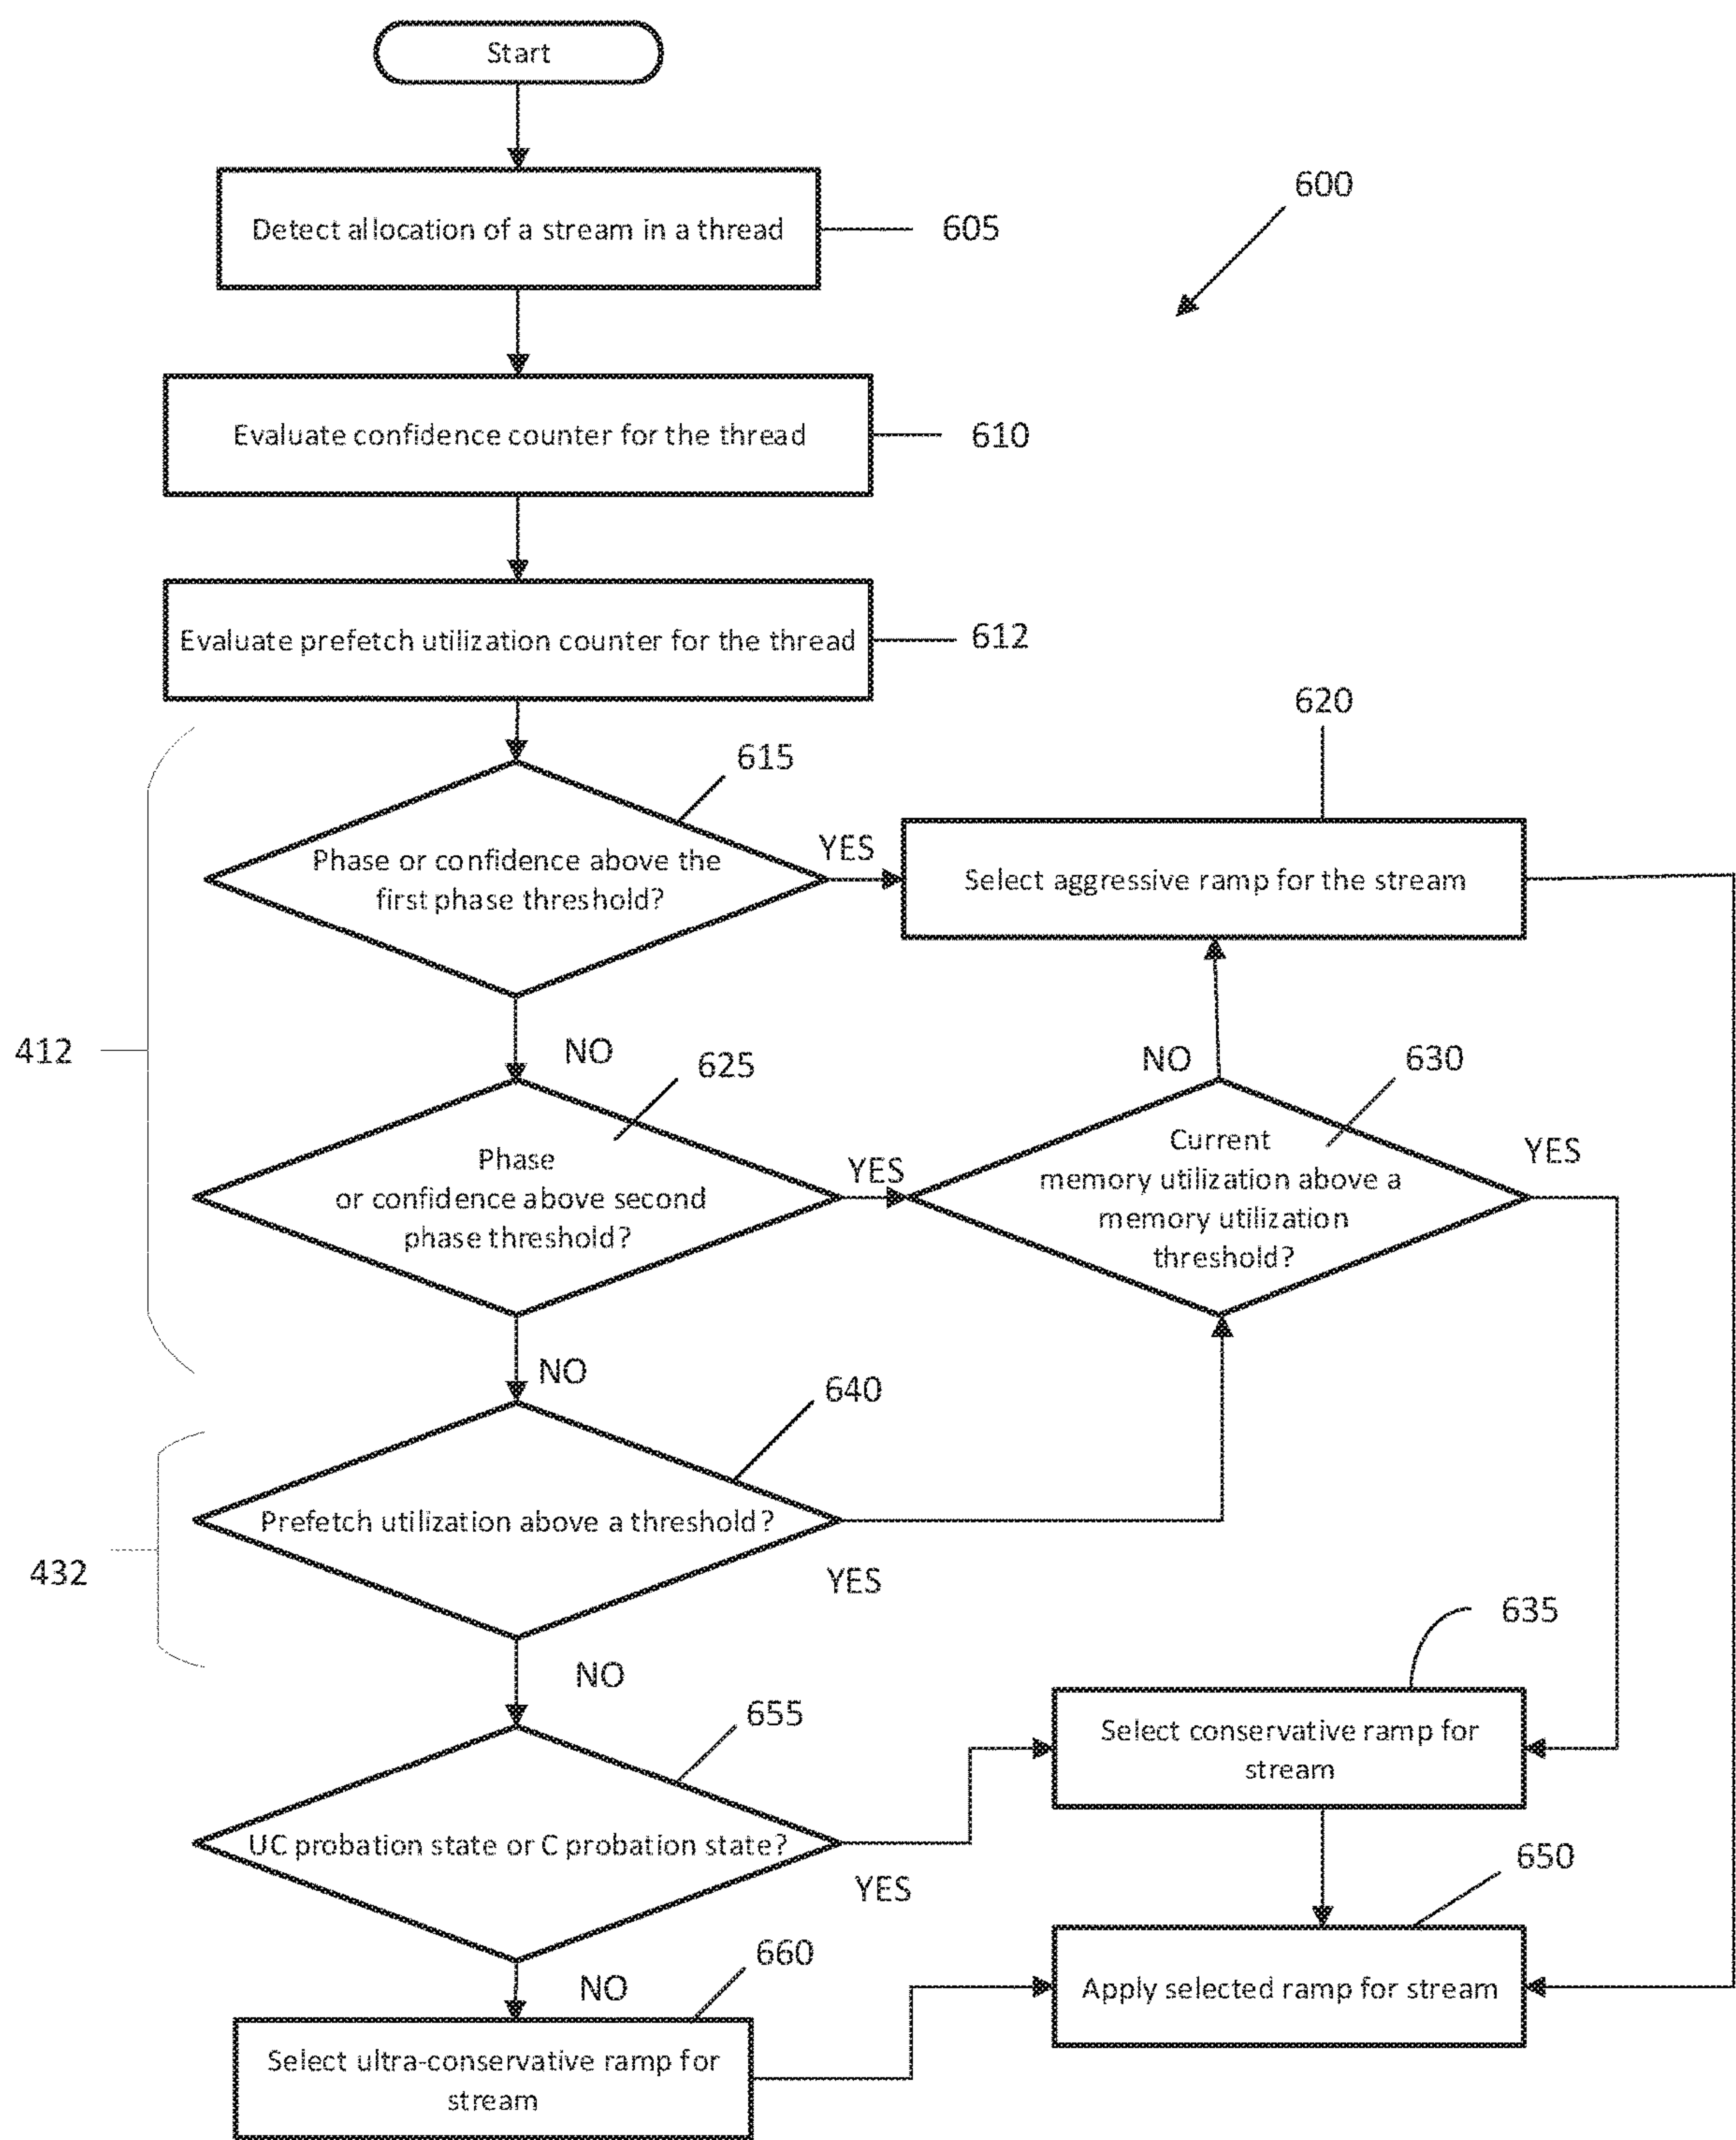 Start
600
Detect allocation of a stream in a thread
605
Evaluate confidence counter for the thread
610
Evaluate prefetch utilization counter for the thread
612
620
615
Phase or confidence above the
first phase threshold?
YES
Select aggressive ramp for the stream
412
NO
625
NO
630
Phase
or confidence above second
phase threshold?
YES
Current
memory utilization above a
memory utilization
threshold?
YES
NO
640
432
Prefetch utilization above a threshold?
YES
635
NO
655
Select conservative ramp for
stream
UC probation state or C probation state?
YES
650
660
NO
Apply selected ramp for stream
Select ultra-conservative ramp for
stream